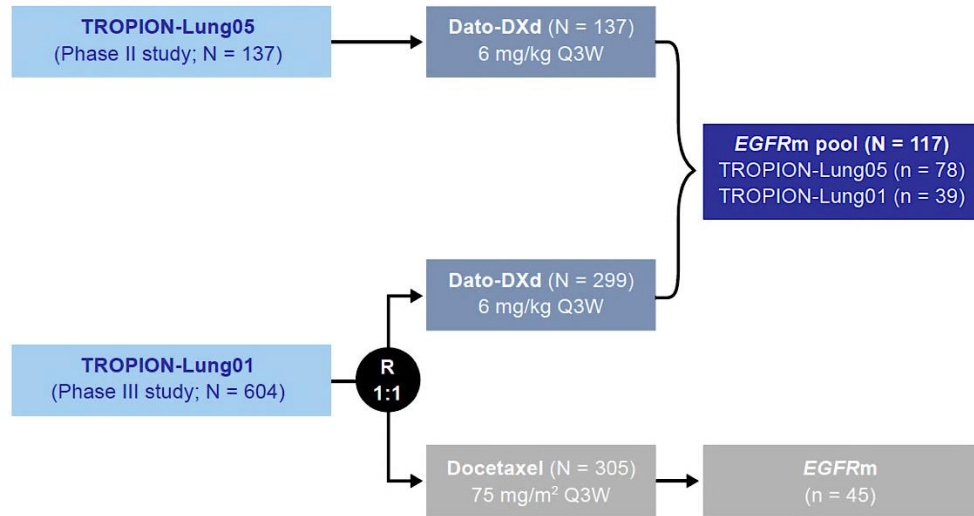 TROPION-Lung05
(Phase II study; N = 137)
Dato-DXd (N = 137)
6 mg/kg Q3W
EGFRm pool (N = 117)
TROPION-Lung05 (n = 78)
TROPION-Lung01 (n = 39)
Dato-DXd (N = 299)
6 mg/kg Q3W
TROPION-Lung01
(Phase III study; N = 604)
R
1:1
Docetaxel (N = 305)
75 mg/m² Q3W
EGFRm
(n = 45)